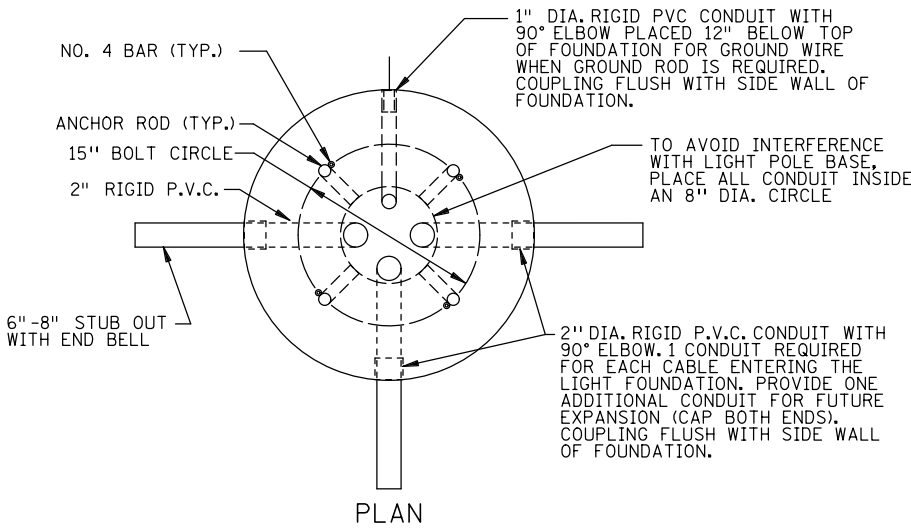 1" DIA. RIGID PVC CONDUIT WITH
90° ELBOW PLACED 12" BELOW TOP
OF FOUNDATION FOR GROUND WIRE
WHEN GROUND ROD IS REQUIRED.
COUPLING FLUSH WITH SIDE WALL OF
FOUNDATION.
NO. 4 BAR (TYP.)
ANCHOR ROD (TYP.)
15" BOLT CIRCLE
2" RIGID P.V.C.
TO AVOID INTERFERENCE
WITH LIGHT POLE BASE,
PLACE ALL CONDUIT INSIDE
AN 8" DIA. CIRCLE
6"-8" STUB OUT
WITH END BELL
2" DIA. RIGID P.V.C. CONDUIT WITH
90° ELBOW. 1 CONDUIT REQUIRED
FOR EACH CABLE ENTERING THE
LIGHT FOUNDATION. PROVIDE ONE
ADDITIONAL CONDUIT FOR FUTURE
EXPANSION (CAP BOTH ENDS).
COUPLING FLUSH WITH SIDE WALL
OF FOUNDATION.
PLAN